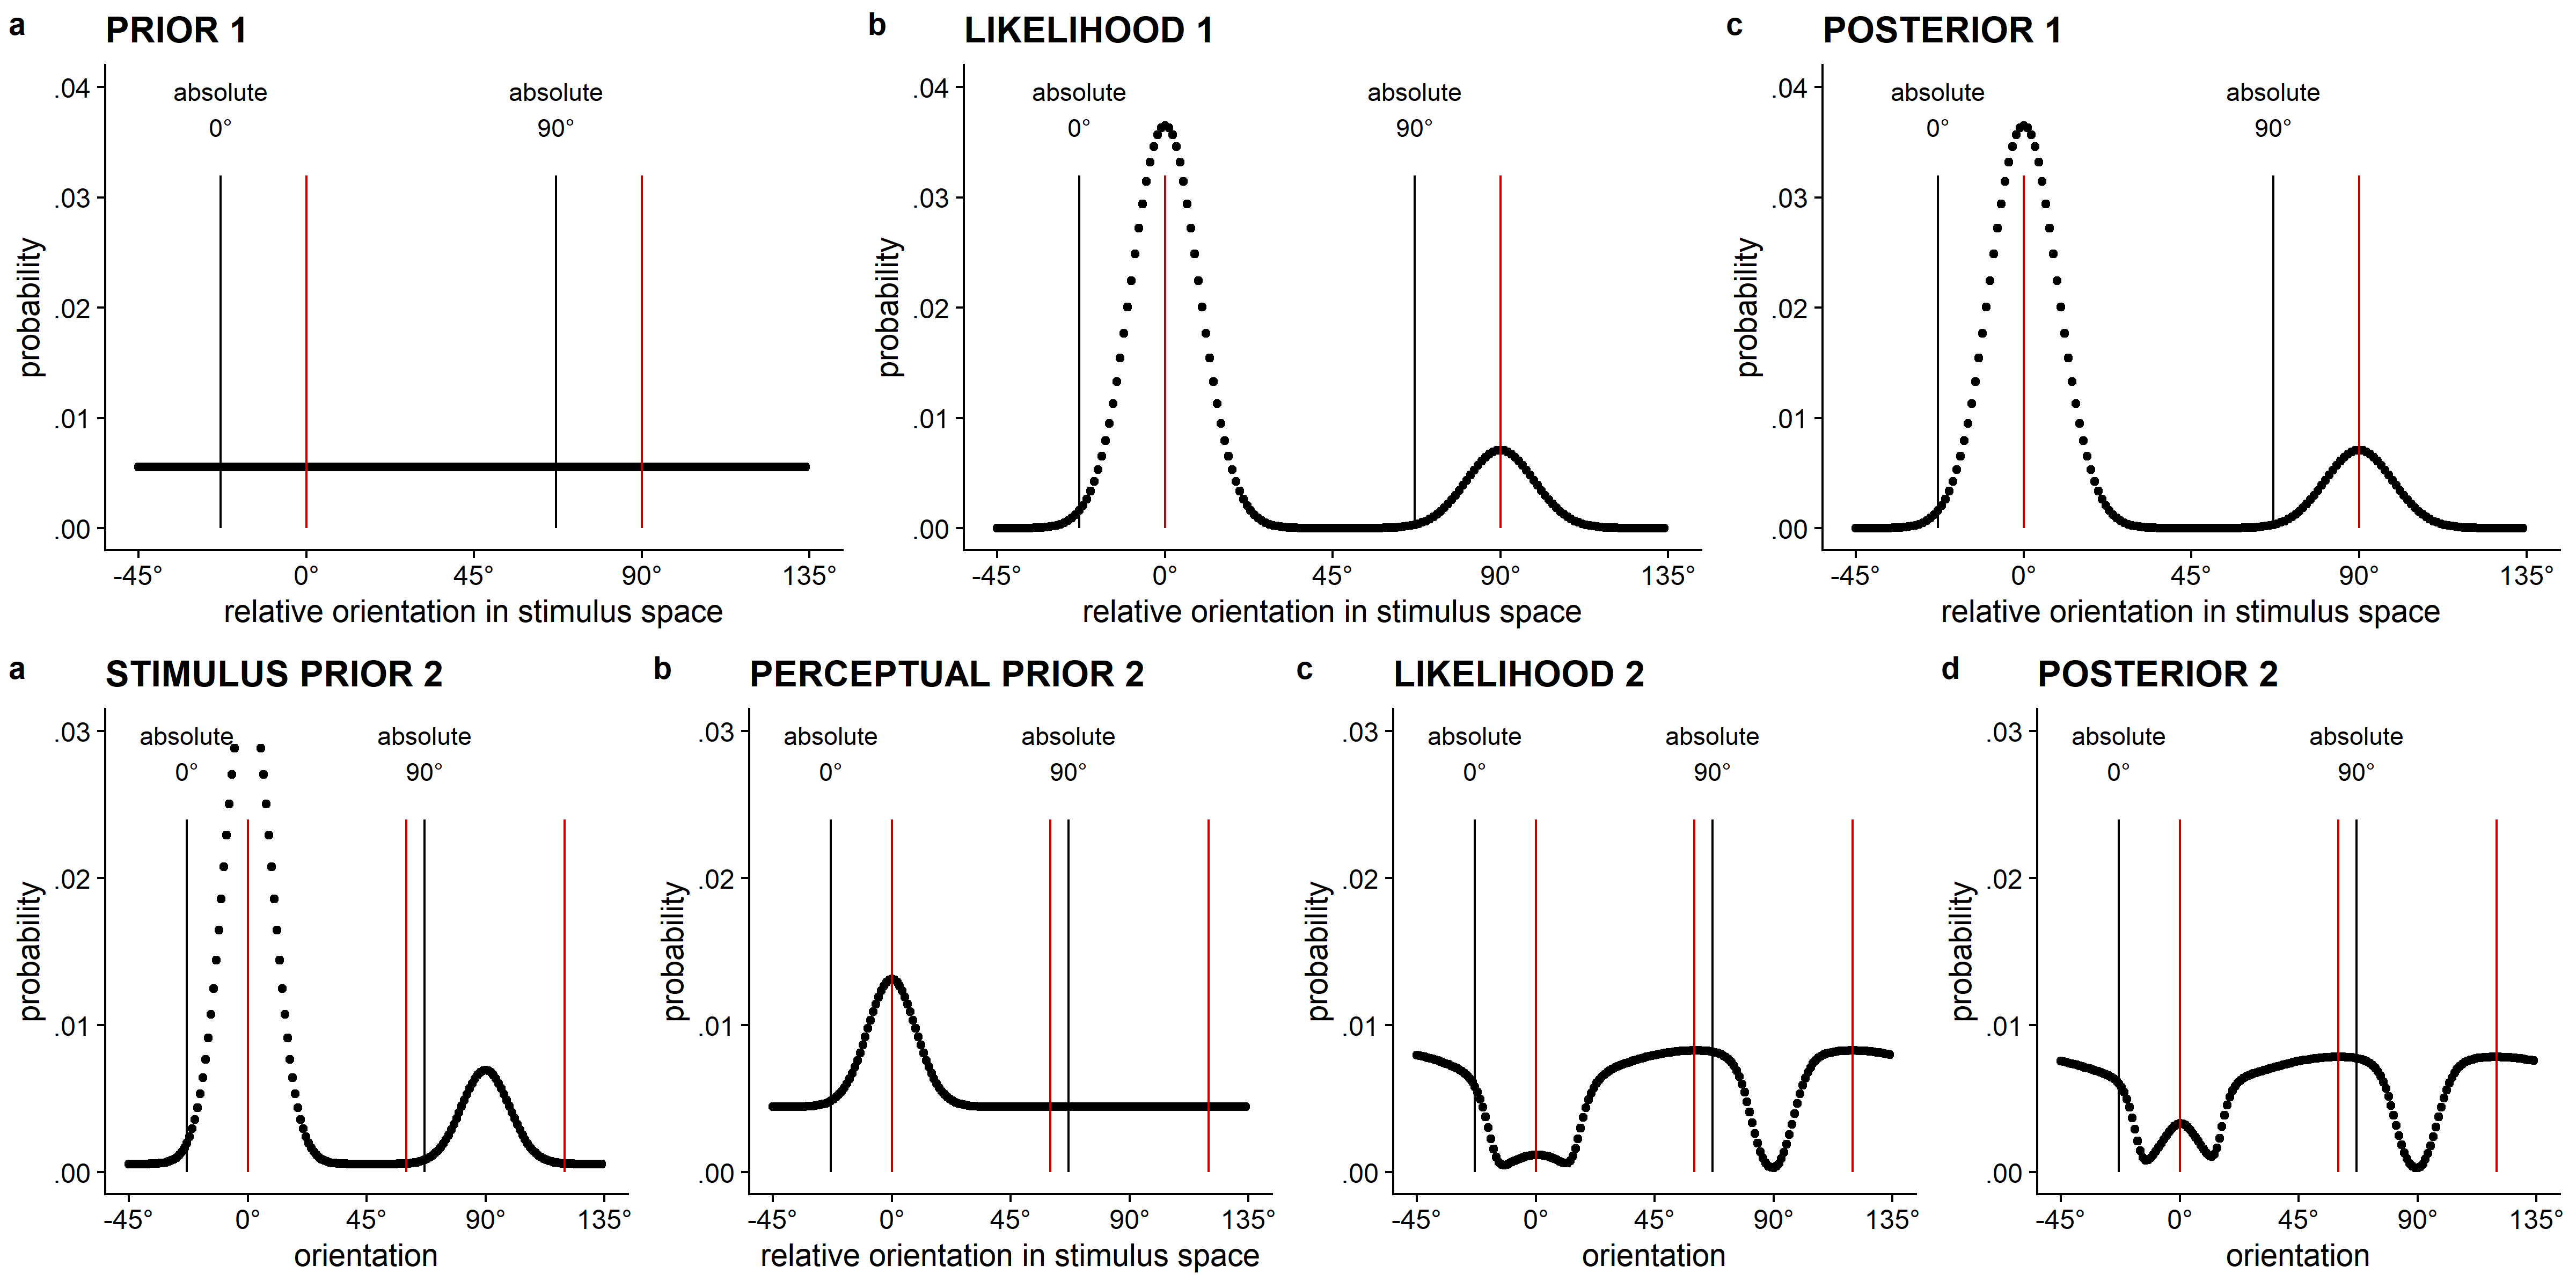 a PRIOR 1
absolute absolute
0° 90°
.04
.03
.02
.01
.00
probability
-45° 0° 45° 90° 135°
relative orientation in stimulus space
b LIKELIHOOD 1
absolute absolute
0° 90°
.04
.03
.02
.01
.00
probability
-45° 0° 45° 90° 135°
relative orientation in stimulus space
c POSTERIOR 1
absolute absolute
0° 90°
.04
.03
.02
.01
.00
probability
-45° 0° 45° 90° 135°
relative orientation in stimulus space
a STIMULUS PRIOR 2
absolute absolute
0° 90°
.03
.02
.01
.00
probability
-45° 0° 45° 90° 135°
orientation
b PERCEPTUAL PRIOR 2
absolute absolute
0° 90°
.03
.02
.01
.00
probability
-45° 0° 45° 90° 135°
relative orientation in stimulus space
c LIKELIHOOD 2
absolute absolute
0° 90°
.03
.02
.01
.00
probability
-45° 0° 45° 90° 135°
orientation
d POSTERIOR 2
absolute absolute
0° 90°
.03
.02
.01
.00
probability
-45° 0° 45° 90° 135°
orientation